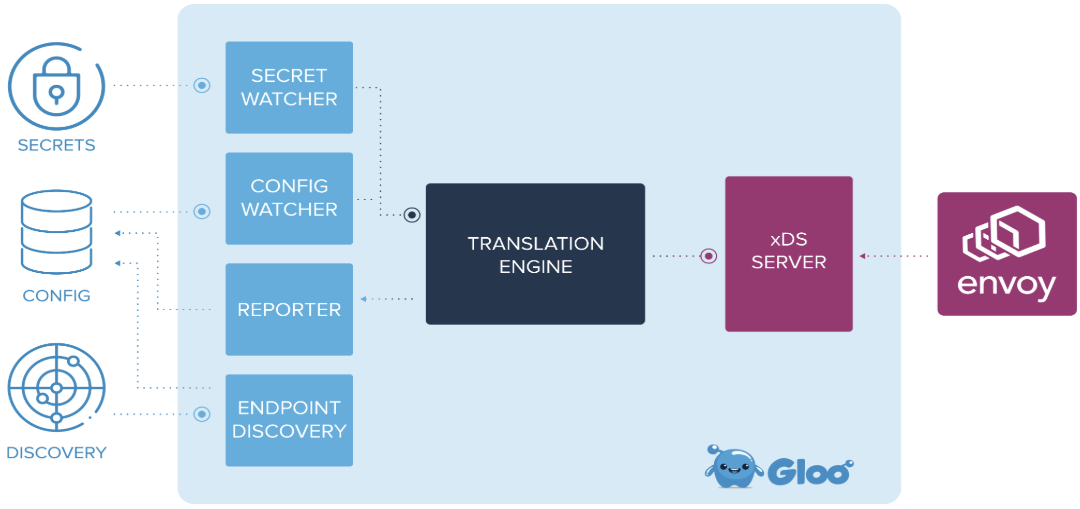 SECRETS
CONFIG
DISCOVERY
SECRET
WATCHER
CONFIG
WATCHER
REPORTER
ENDPOINT
DISCOVERY
TRANSLATION
ENGINE
xDS
SERVER
envoy
Gloo